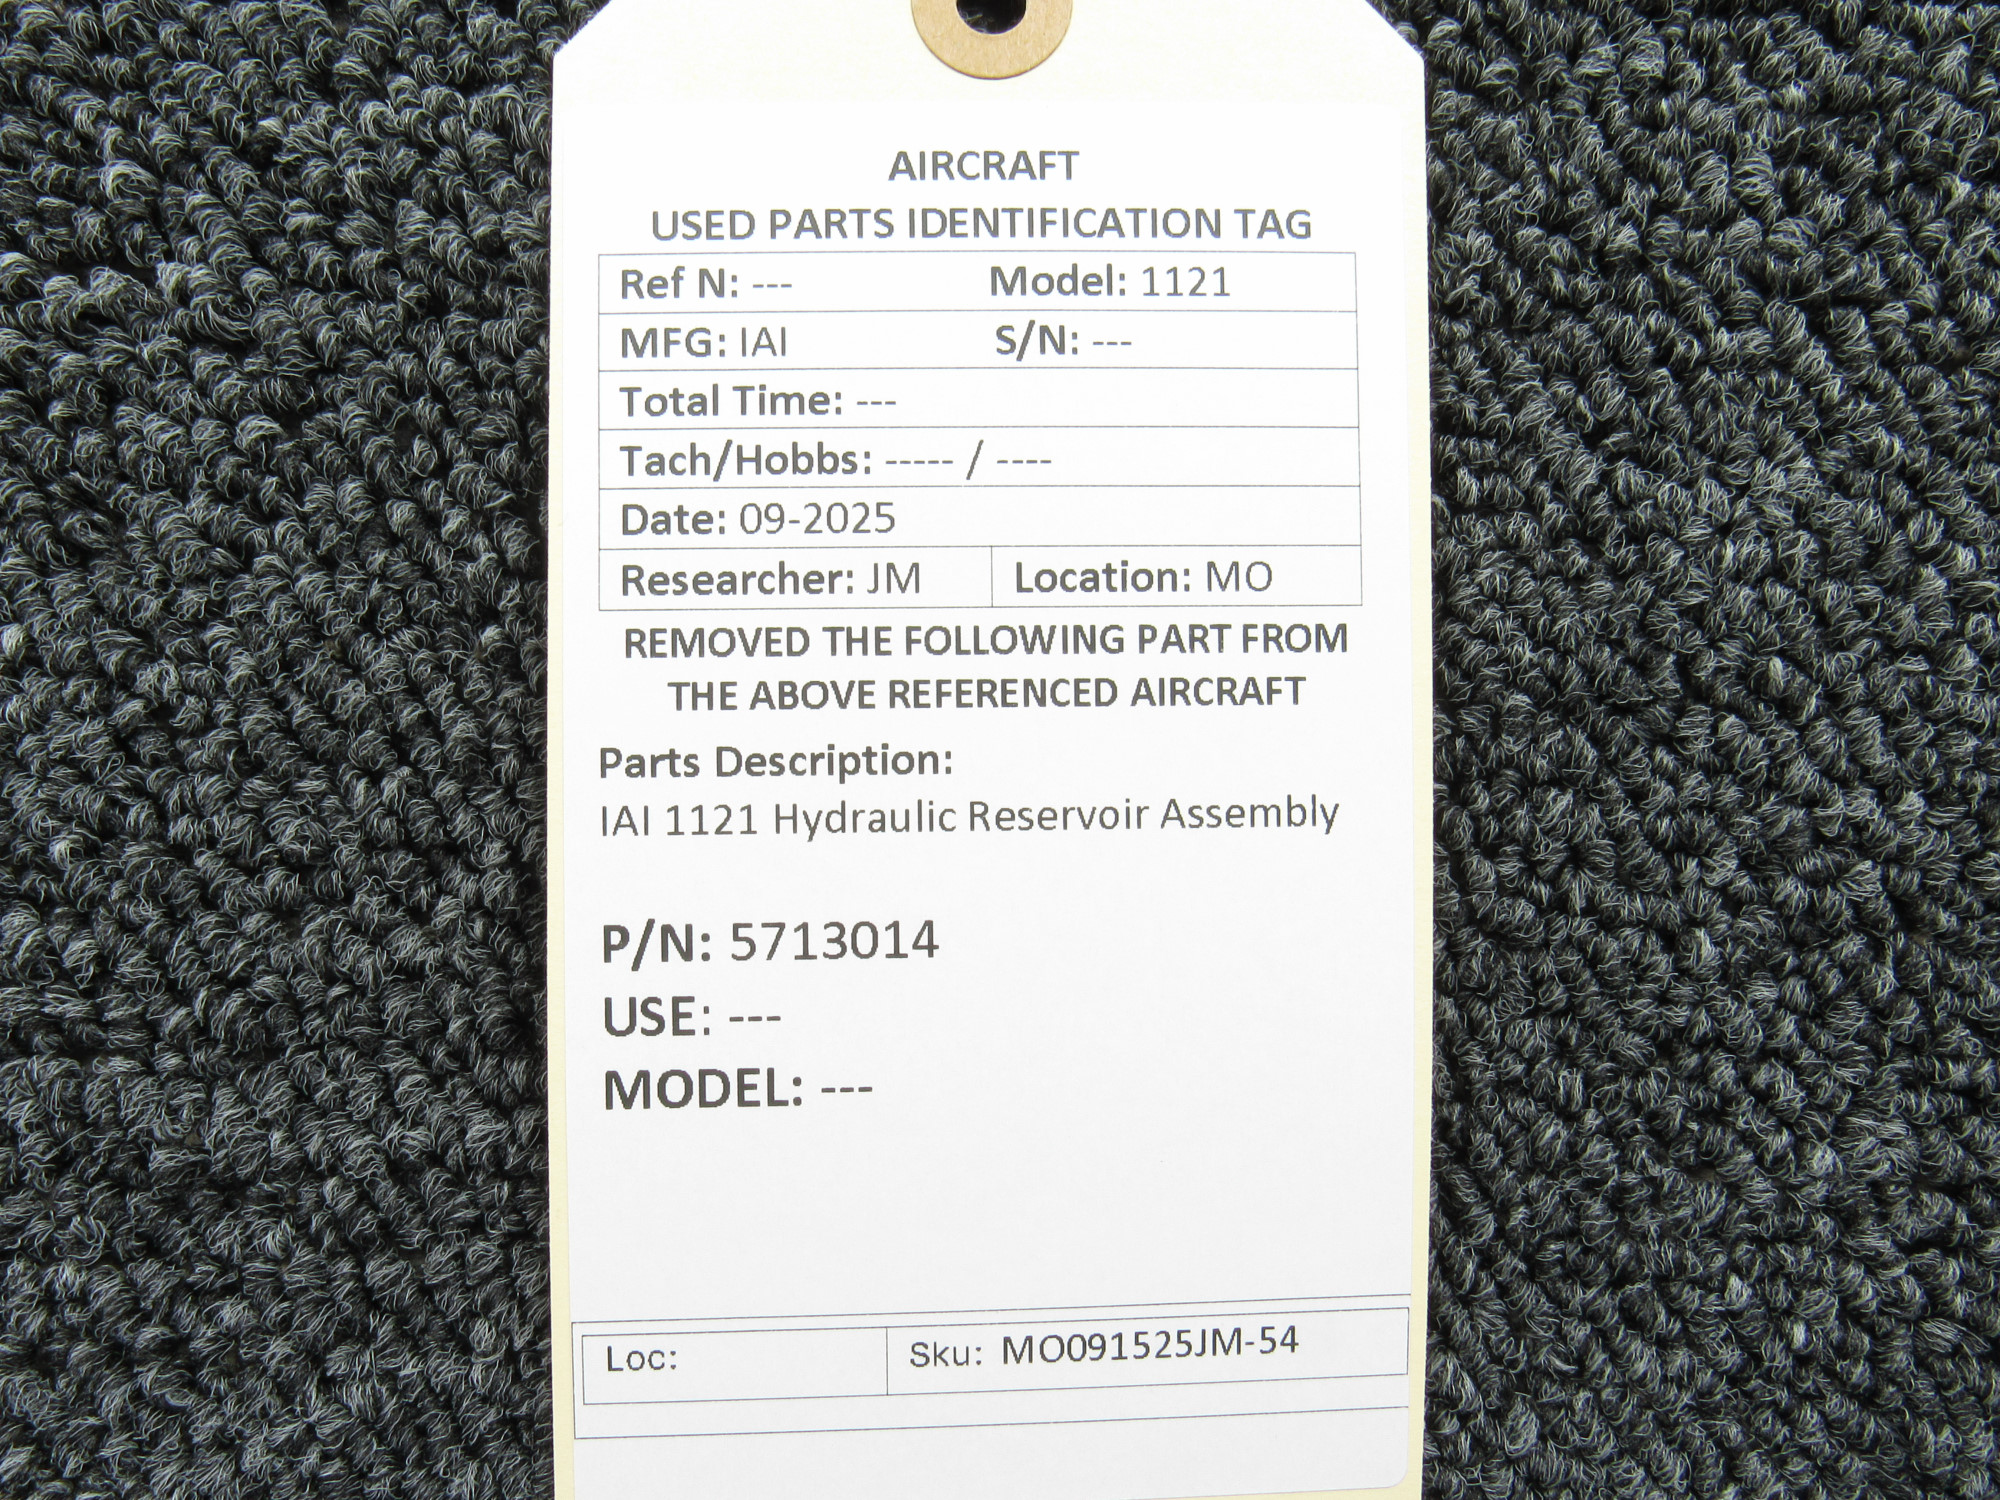 AIRCRAFT
USED PARTS IDENTIFICATION TAG
Ref N: --- Model: 1121
MFG: IAI S/N: ---
Total Time: ---
Tach/Hobbs: ----- / ----
Date: 09-2025
Researcher: JM Location: MO
REMOVED THE FOLLOWING PART FROM
THE ABOVE REFERENCED AIRCRAFT
Parts Description:
IAI 1121 Hydraulic Reservoir Assembly
P/N: 5713014
USE: ---
MODEL: ---
Loc: Sku: MO091525JM-54